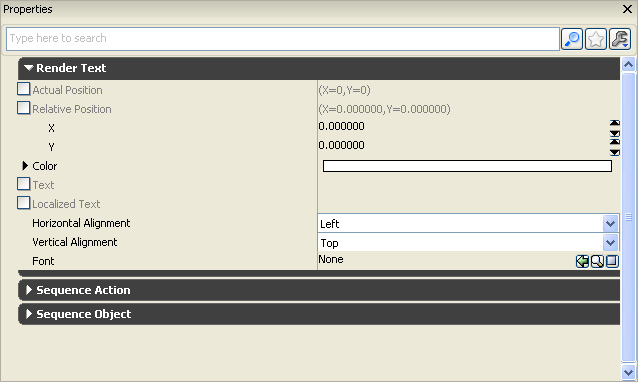 Properties
Type here to search
Render Text
Actual Position (X=0,Y=0)
Relative Position (X=0.000000,Y=0.000000)
X 0.000000
Y 0.000000
Color
Text
Localized Text
Horizontal Alignment Left
Vertical Alignment Top
Font None
Sequence Action
Sequence Object